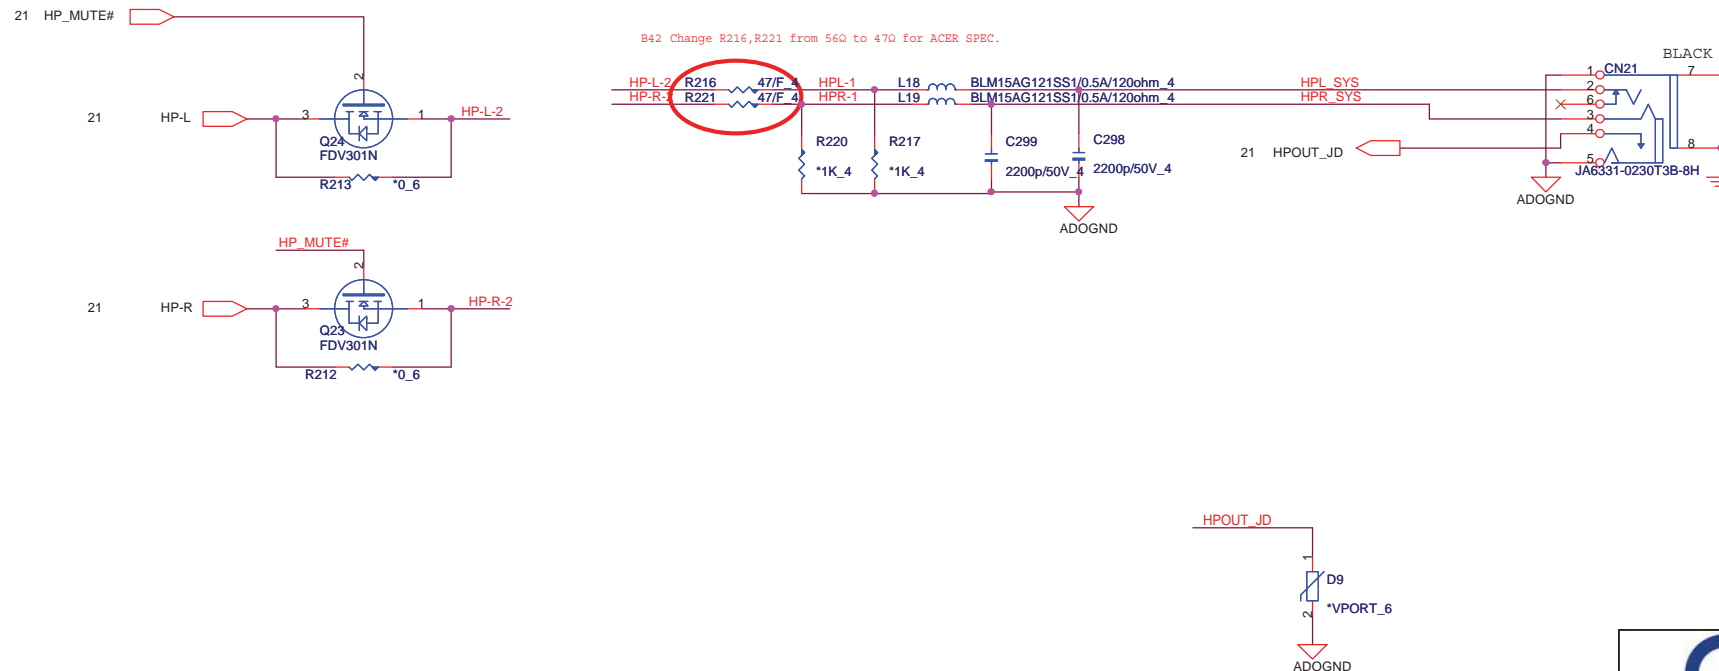 21 HP_MUTE#
2
21 HP-L
3
1
HP-L-2
Q24
FDV301N
R213
*0_6
HP_MUTE#
2
21 HP-R
3
1
HP-R-2
Q23
FDV301N
R212
*0_6
B42 Change R216,R221 from 56Ω to 47Ω for ACER SPEC.
HP-L-2 R216 47/F_4 HPL-1 L18 BLM15AG121SS1/0.5A/120ohm_4 HPL_SYS
HP-R-2 R221 47/F_4 HPR-1 L19 BLM15AG121SS1/0.5A/120ohm_4 HPR_SYS
R220
*1K_4
R217
*1K_4
C299
2200p/50V_4
C298
2200p/50V_4
ADOGND
21 HPOUT_JD
BLACK
CN21
1
2
6
3
4
5
7
8
JA6331-0230T3B-8H
ADOGND
HPOUT_JD
1
D9
*VPORT_6
2
ADOGND